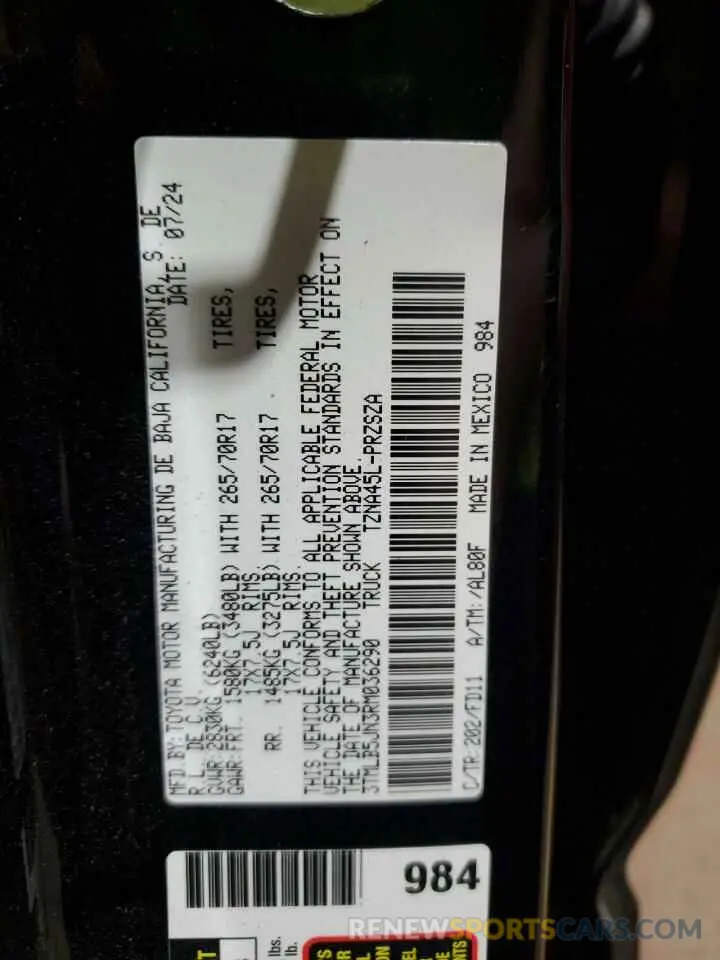 MFD.BY:TOYOTA MOTOR MANUFACTURING DE BAJA CALIFORNIA,S. DE
R.L. DE C.V. DATE: 07/24
GVWR:2830KG (6240LB)
GAWR:FRT. 1580KG (3480LB) WITH 265/70R17 TIRES,
17X7.5J RIMS
RR. 1485KG (3275LB) WITH 265/70R17 TIRES,
17X7.5J RIMS.
THIS VEHICLE CONFORMS TO ALL APPLICABLE FEDERAL MOTOR
VEHICLE SAFETY AND THEFT PREVENTION STANDARDS IN EFFECT ON
THE DATE OF MANUFACTURE SHOWN ABOVE.
3TMLB5JN3RM036290 TRUCK TZNA45L-PRZSZA
C/TR:202/FD11 A/TM:/AL80F MADE IN MEXICO 984
984
lbs.
lb.
RENEWSPORTSCARS.COM